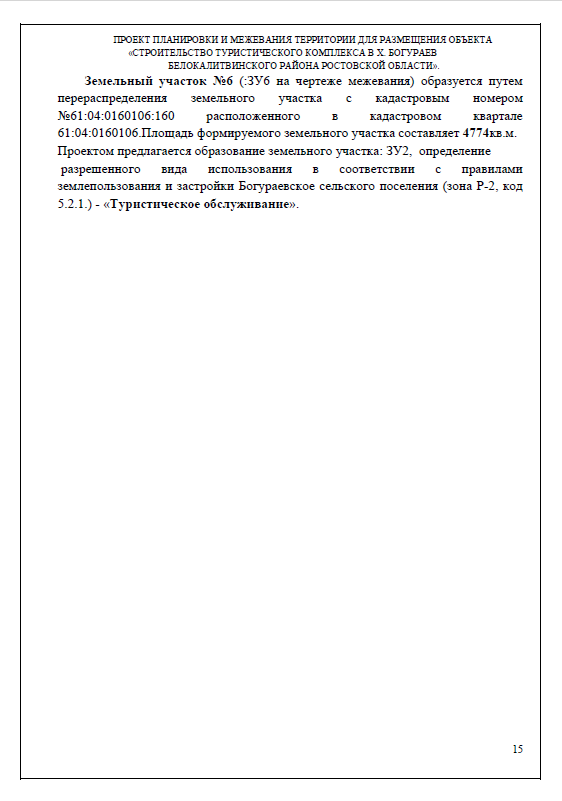 ПРОЕКТ ПЛАНИРОВКИ И МЕЖЕВАНИЯ ТЕРРИТОРИИ ДЛЯ РАЗМЕЩЕНИЯ ОБЪЕКТА
«СТРОИТЕЛЬСТВО ТУРИСТИЧЕСКОГО КОМПЛЕКСА В Х. БОГУРАЕВ
БЕЛОКАЛИТВИНСКОГО РАЙОНА РОСТОВСКОЙ ОБЛАСТИ».
Земельный участок №6 (:ЗУ6 на чертеже межевания) образуется путем
перераспределения земельного участка с кадастровым номером
№61:04:0160106:160 расположенного в кадастровом квартале
61:04:0160106.Площадь формируемого земельного участка составляет 4774кв.м.
Проектом предлагается образование земельного участка: ЗУ2, определение
разрешенного вида использования в соответствии с правилами
землепользования и застройки Богураевское сельского поселения (зона Р-2, код
5.2.1.) - «Туристическое обслуживание».
15